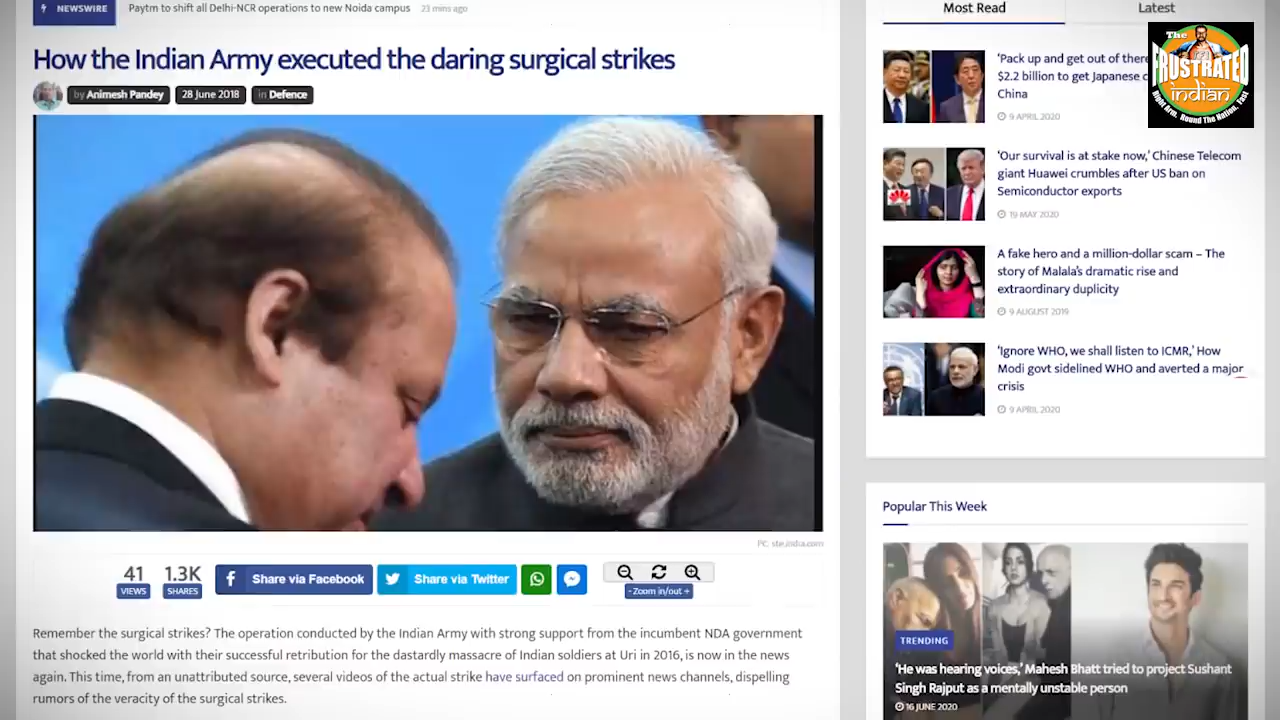 NEWSWIRE
Paytm to shift all Delhi-NCR operations to new Noida campus
23 mins ago
How the Indian Army executed the daring surgical strikes
by Animesh Pandey
28 June 2018
in Defence
PC: ste.india.com
41
VIEWS
1.3K
SHARES
Share via Facebook
Share via Twitter
- Zoom in/out +
Remember the surgical strikes? The operation conducted by the Indian Army with strong support from the incumbent NDA government
that shocked the world with their successful retribution for the dastardly massacre of Indian soldiers at Uri in 2016, is now in the news
again. This time, from an unattributed source, several videos of the actual strike have surfaced on prominent news channels, dispelling
rumors of the veracity of the surgical strikes.
Most Read
Latest
‘Pack up and get out of there
$2.2 billion to get Japanese c
China
9 APRIL 2020
‘Our survival is at stake now,’ Chinese Telecom
giant Huawei crumbles after US ban on
Semiconductor exports
19 MAY 2020
A fake hero and a million-dollar scam – The
story of Malala’s dramatic rise and
extraordinary duplicity
9 AUGUST 2019
‘Ignore WHO, we shall listen to ICMR,’ How
Modi govt sidelined WHO and averted a major
crisis
9 APRIL 2020
Popular This Week
TRENDING
‘He was hearing voices,’ Mahesh Bhatt tried to project Sushant
Singh Rajput as a mentally unstable person
16 JUNE 2020
The
FRUSTRATED
indian
Right Arm. Round The Nation. Fast